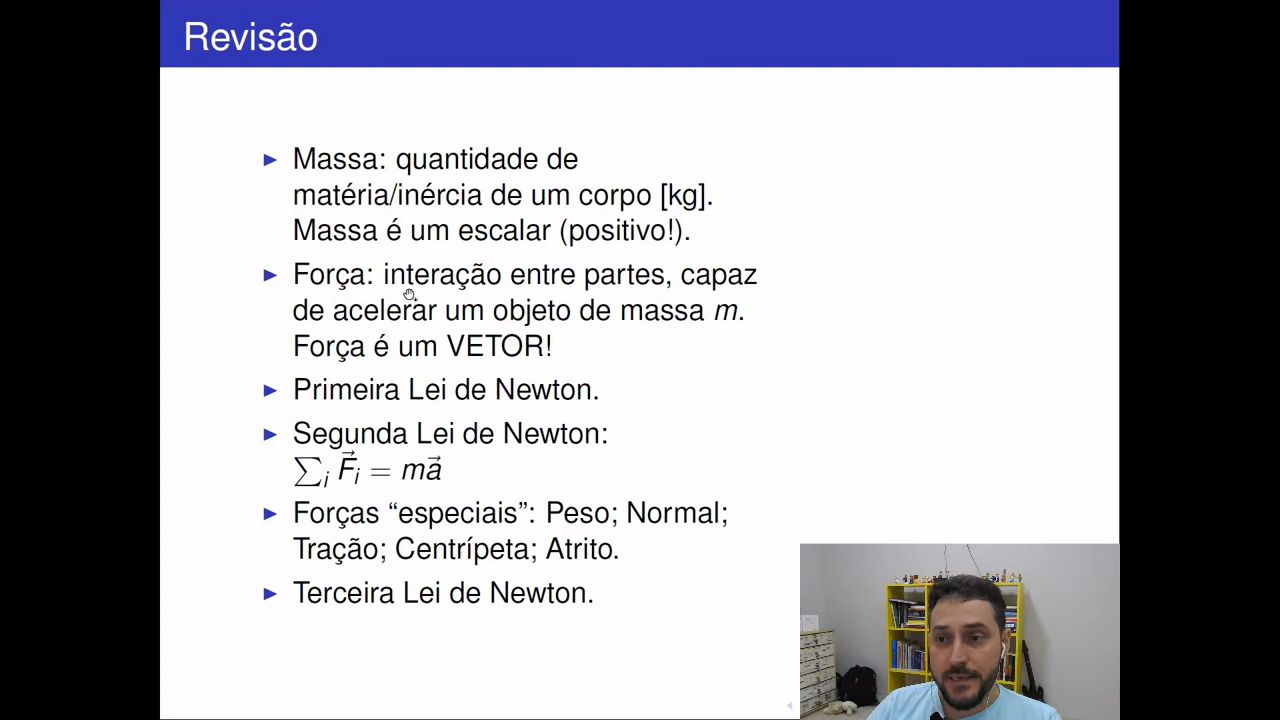 Revisão
► Massa: quantidade de
matéria/inércia de um corpo [kg].
Massa é um escalar (positivo!).
► Força: interação entre partes, capaz
de acelerar um objeto de massa m.
Força é um VETOR!
► Primeira Lei de Newton.
► Segunda Lei de Newton:
∑ᵢ F⃗ᵢ = ma⃗
► Forças “especiais”: Peso; Normal;
Tração; Centrípeta; Atrito.
► Terceira Lei de Newton.